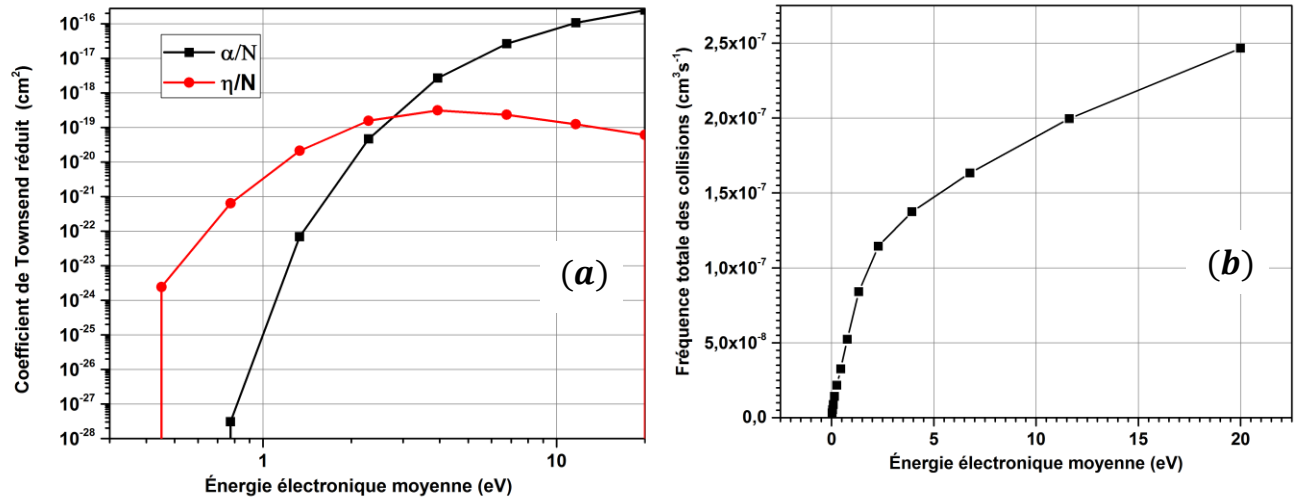 Coefficient de Townsend réduit (cm²)
10⁻¹⁶
10⁻¹⁷
10⁻¹⁸
10⁻¹⁹
10⁻²⁰
10⁻²¹
10⁻²²
10⁻²³
10⁻²⁴
10⁻²⁵
10⁻²⁶
10⁻²⁷
10⁻²⁸
α/N
η/N
(a)
1
10
Énergie électronique moyenne (eV)
Fréquence totale des collisions (cm³s⁻¹)
2,5x10⁻⁷
2,0x10⁻⁷
1,5x10⁻⁷
1,0x10⁻⁷
5,0x10⁻⁸
0,0
(b)
0 5 10 15 20
Énergie électronique moyenne (eV)